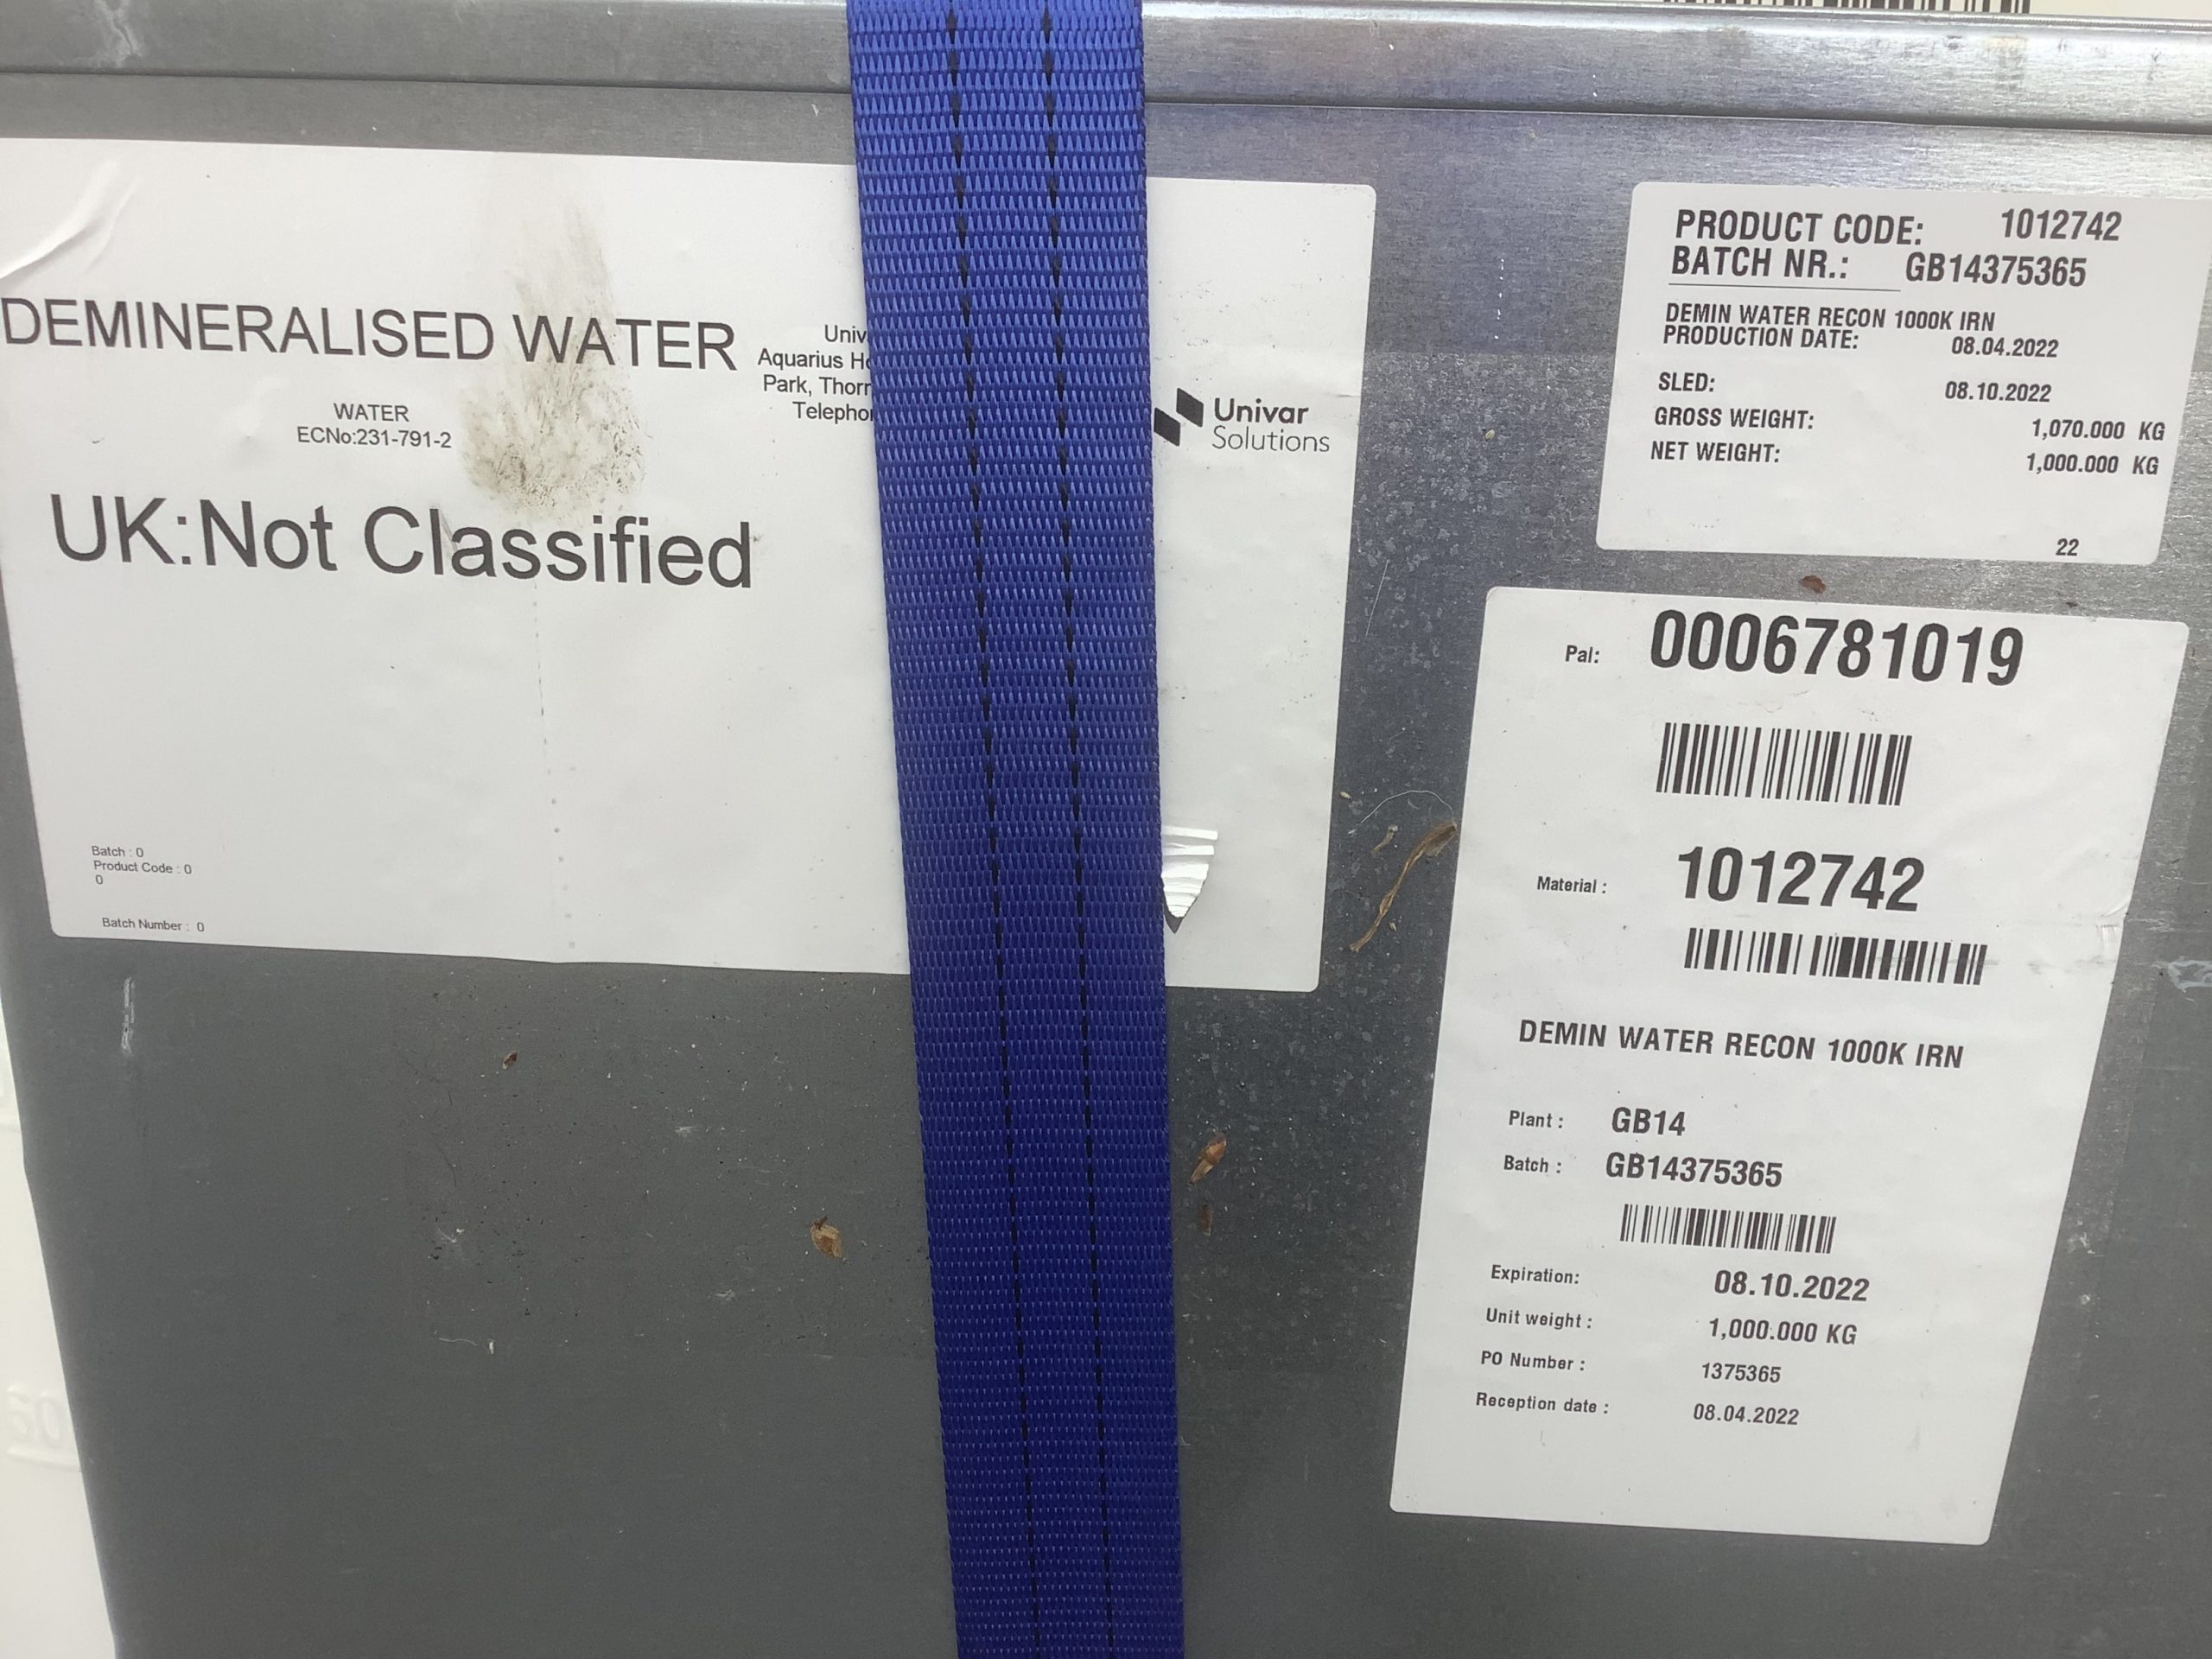 DEMINERALISED WATER
WATER
ECNo:231-791-2
UK:Not Classified
Univ
Aquarius Ho
Park, Thorr
Telephor
Univar
Solutions
Batch : 0
Product Code : 0
0
Batch Number : 0
PRODUCT CODE: 1012742
BATCH NR.: GB14375365
DEMIN WATER RECON 1000K IRN
PRODUCTION DATE: 08.04.2022
SLED: 08.10.2022
GROSS WEIGHT: 1,070.000 KG
NET WEIGHT: 1,000.000 KG
22
Pal: 0006781019
Material : 1012742
DEMIN WATER RECON 1000K IRN
Plant : GB14
Batch : GB14375365
Expiration: 08.10.2022
Unit weight : 1,000.000 KG
PO Number : 1375365
Reception date : 08.04.2022